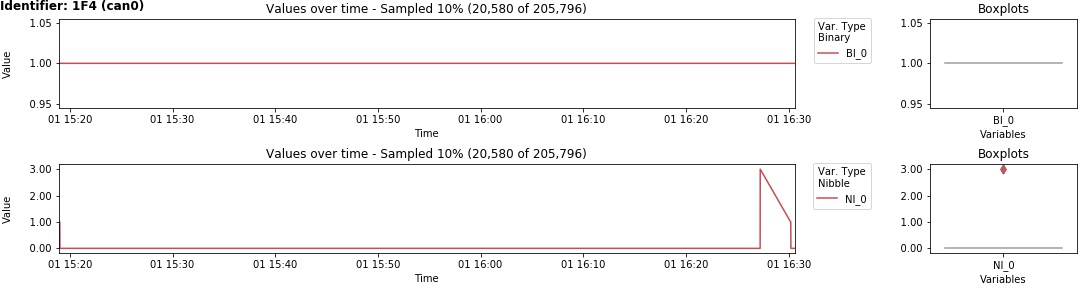 Identifier: 1F4 (can0)
Values over time - Sampled 10% (20,580 of 205,796)
Boxplots
Value
1.05
1.00
0.95
01 15:20 01 15:30 01 15:40 01 15:50 01 16:00 01 16:10 01 16:20 01 16:30
Time
Var. Type
Binary
BI_0
1.05
1.00
0.95
BI_0
Variables
Values over time - Sampled 10% (20,580 of 205,796)
Boxplots
Value
3.00
2.00
1.00
0.00
01 15:20 01 15:30 01 15:40 01 15:50 01 16:00 01 16:10 01 16:20 01 16:30
Time
Var. Type
Nibble
NI_0
3.00
2.00
1.00
0.00
NI_0
Variables